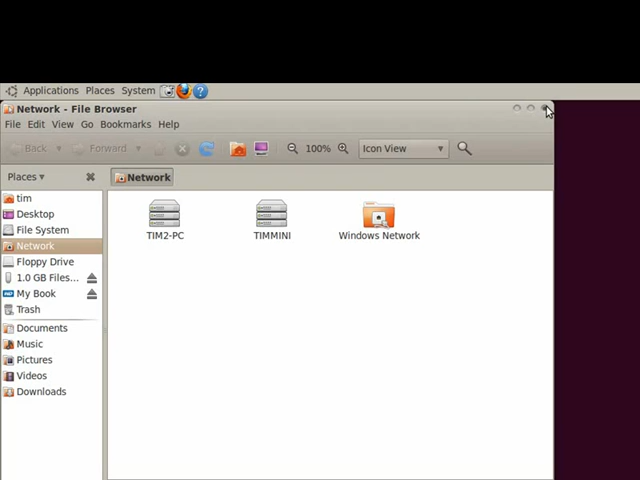 Applications Places System
Network - File Browser
File Edit View Go Bookmarks Help
Back Forward 100% Icon View
Places Network
tim
Desktop
File System
Network
Floppy Drive
1.0 GB Files...
My Book
Trash
Documents
Music
Pictures
Videos
Downloads
TIM2-PC TIMMINI Windows Network